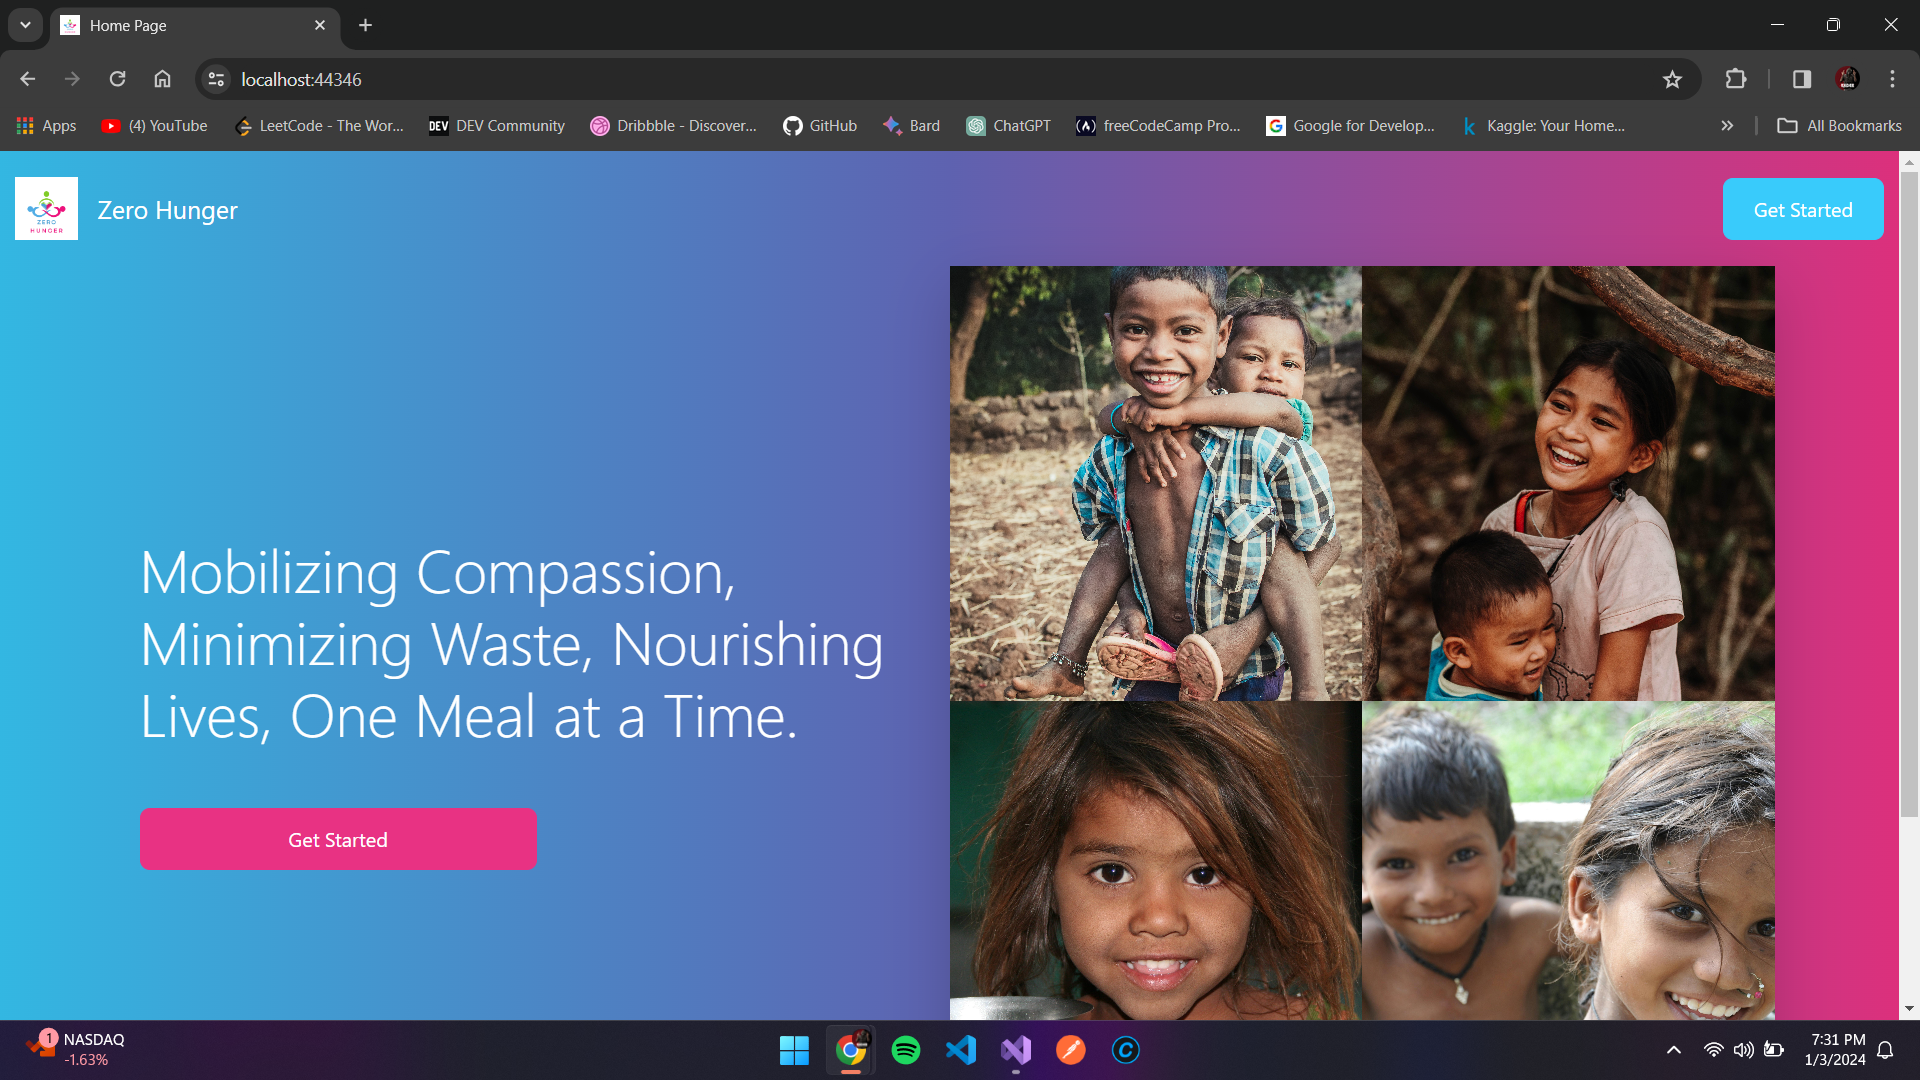 Home Page
localhost:44346
Apps
(4) YouTube
LeetCode - The Wor...
DEV
DEV Community
Dribbble - Discover...
GitHub
Bard
ChatGPT
freeCodeCamp Pro...
Google for Develop...
Kaggle: Your Home...
All Bookmarks
ZERO
HUNGER
Zero Hunger
Get Started
Mobilizing Compassion,
Minimizing Waste, Nourishing
Lives, One Meal at a Time.
Get Started
1
NASDAQ
-1.63%
7:31 PM
1/3/2024